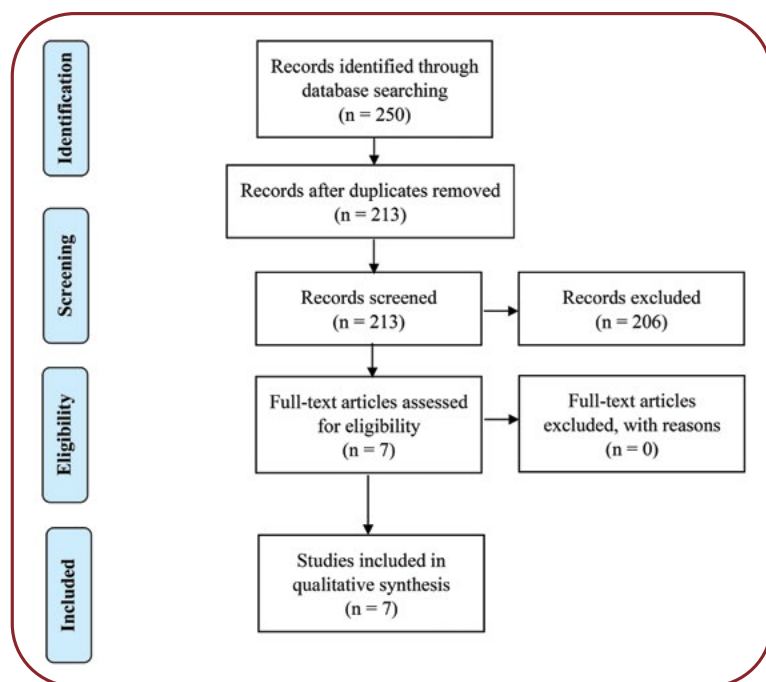 Identification
Records identified through
database searching
(n = 250)
Records after duplicates removed
(n = 213)
Screening
Records screened
(n = 213)
Records excluded
(n = 206)
Eligibility
Full-text articles assessed
for eligibility
(n = 7)
Full-text articles
excluded, with reasons
(n = 0)
Included
Studies included in
qualitative synthesis
(n = 7)